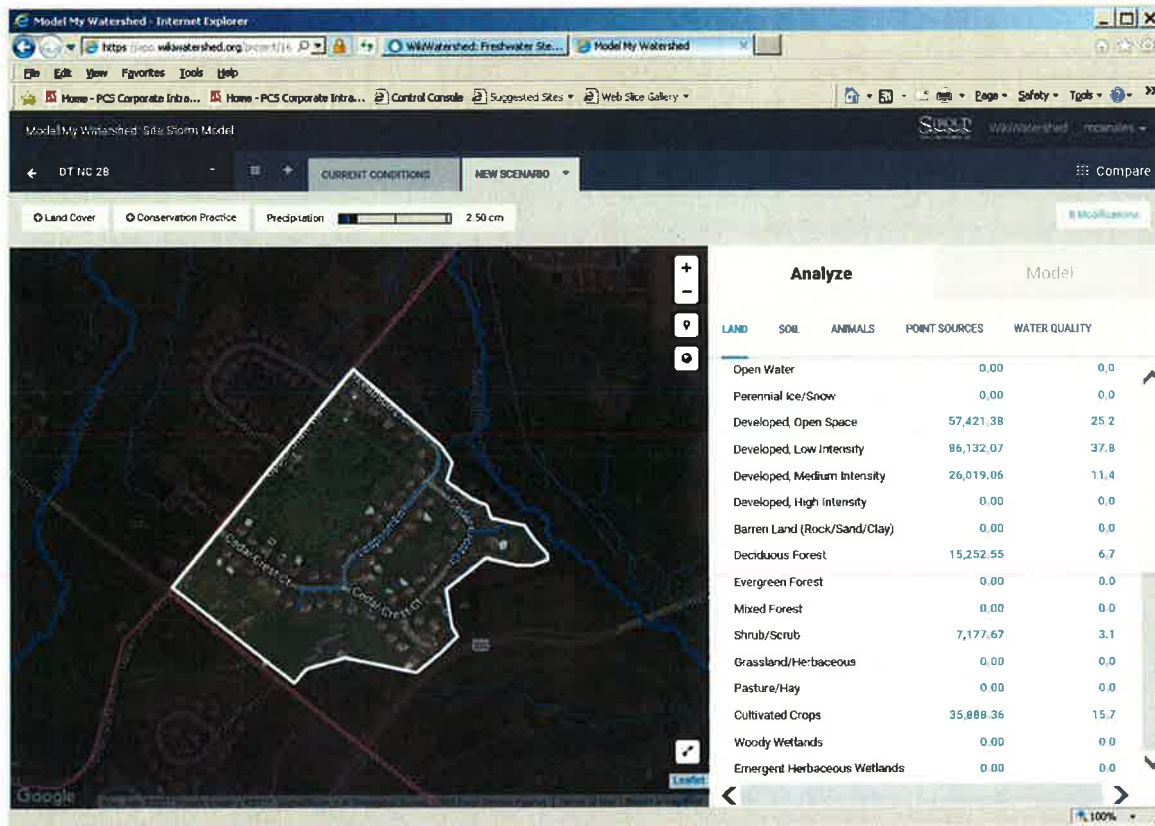 Model My Watershed - Internet Explorer
WikiWatershed: Freshwater Ste... Model My Watershed
File Edit View Favorites Tools Help
Home - PCS Corporate Intra... Home - PCS Corporate Intra... Control Console Suggested Sites Web Slice Gallery Page Safety Tools
Model My Watershed: Site Storm Model WikiWatershed
DT NC 28 CURRENT CONDITIONS NEW SCENARIO Compare
Land Cover Conservation Practice Precipitation 2.50 cm 8 Modifications
Analyze Model
LAND SOIL ANIMALS POINT SOURCES WATER QUALITY
Open Water 0.00 0.0
Perennial Ice/Snow 0.00 0.0
Developed, Open Space 57,421.38 25.2
Developed, Low Intensity 86,132.07 37.8
Developed, Medium Intensity 26,019.06 11.4
Developed, High Intensity 0.00 0.0
Barren Land (Rock/Sand/Clay) 0.00 0.0
Deciduous Forest 15,252.55 6.7
Evergreen Forest 0.00 0.0
Mixed Forest 0.00 0.0
Shrub/Scrub 7,177.67 3.1
Grassland/Herbaceous 0.00 0.0
Pasture/Hay 0.00 0.0
Cultivated Crops 35,888.36 15.7
Woody Wetlands 0.00 0.0
Emergent Herbaceous Wetlands 0.00 0.0
Cedar Crest Ct
Cedar Crest Ct
Leaflet
Google
100%